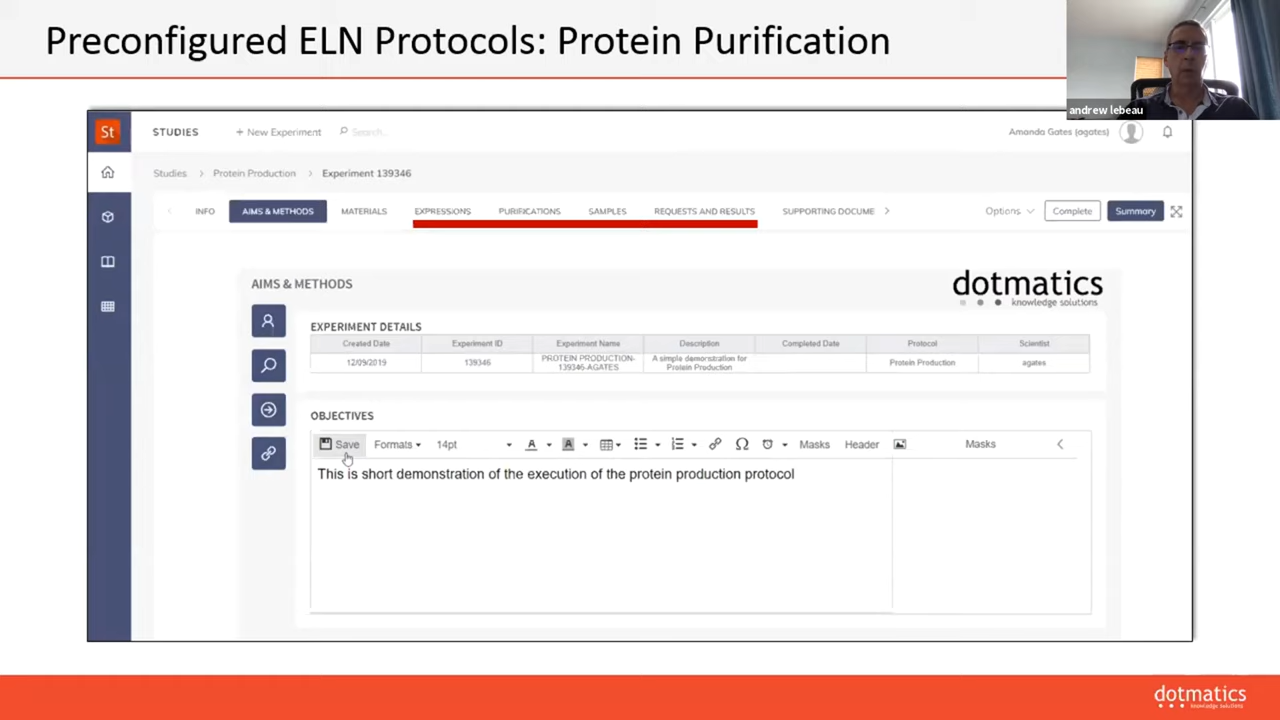 Preconfigured ELN Protocols: Protein Purification
andrew lebeau
St
STUDIES
+ New Experiment
Search...
Amanda Gates (agates)
Studies > Protein Production > Experiment 139346
INFO
AIMS & METHODS
MATERIALS
EXPRESSIONS
PURIFICATIONS
SAMPLES
REQUESTS AND RESULTS
SUPPORTING DOCUME
Options
Complete
Summary
AIMS & METHODS
dotmatics
knowledge solutions
EXPERIMENT DETAILS
Created Date Experiment ID Experiment Name Description Completed Date Protocol Scientist
12/09/2019 139346 PROTEIN PRODUCTION-139346-AGATES A simple demonstration for Protein Production Protein Production agates
OBJECTIVES
Save Formats 14pt A A Ω Masks Header Masks
This is short demonstration of the execution of the protein production protocol
dotmatics
knowledge solutions